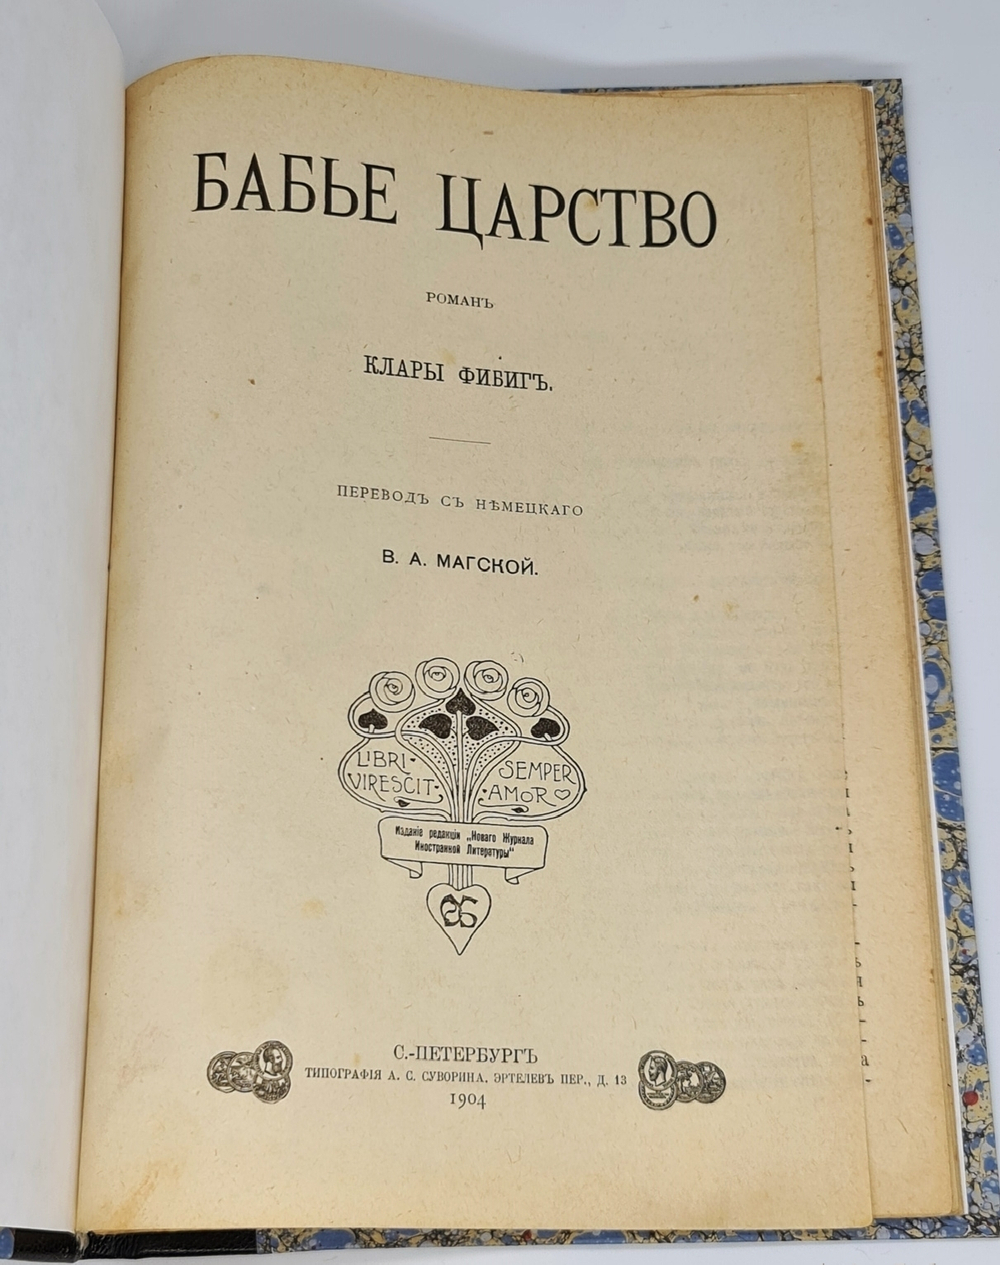 БАБЬЕ ЦАРСТВО
РОМАНЪ
КЛАРЫ ФИБИГЪ.
ПЕРЕВОДЪ СЪ НѢМЕЦКАГО
В. А. МАГСКОЙ.
LIBRI
VIRESCIT
SEMPER
AMOR
Изданіе редакціи „Новаго Журнала
Иностранной Литературы“
С.-ПЕТЕРБУРГЪ
ТИПОГРАФІЯ А. С. СУВОРИНА. ЭРТЕЛЕВЪ ПЕР., Д. 13
1904